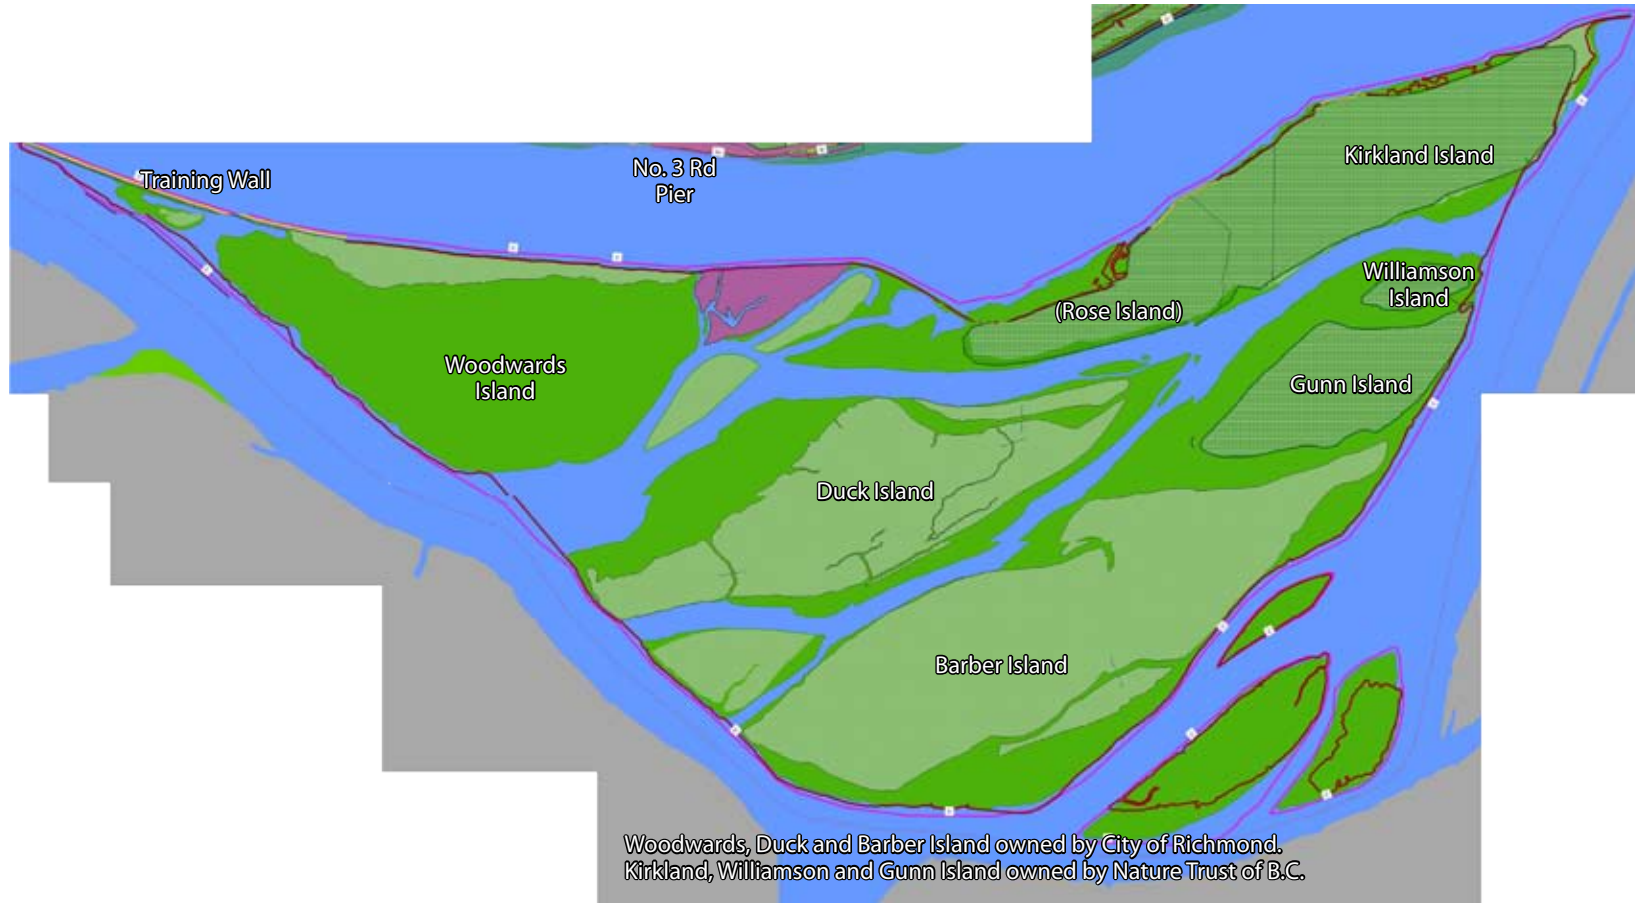 Training Wall
No. 3 Rd
Pier
Kirkland Island
Williamson
Island
(Rose Island)
Woodwards
Island
Gunn Island
Duck Island
Barber Island
Woodwards, Duck and Barber Island owned by City of Richmond.
Kirkland, Williamson and Gunn Island owned by Nature Trust of B.C.